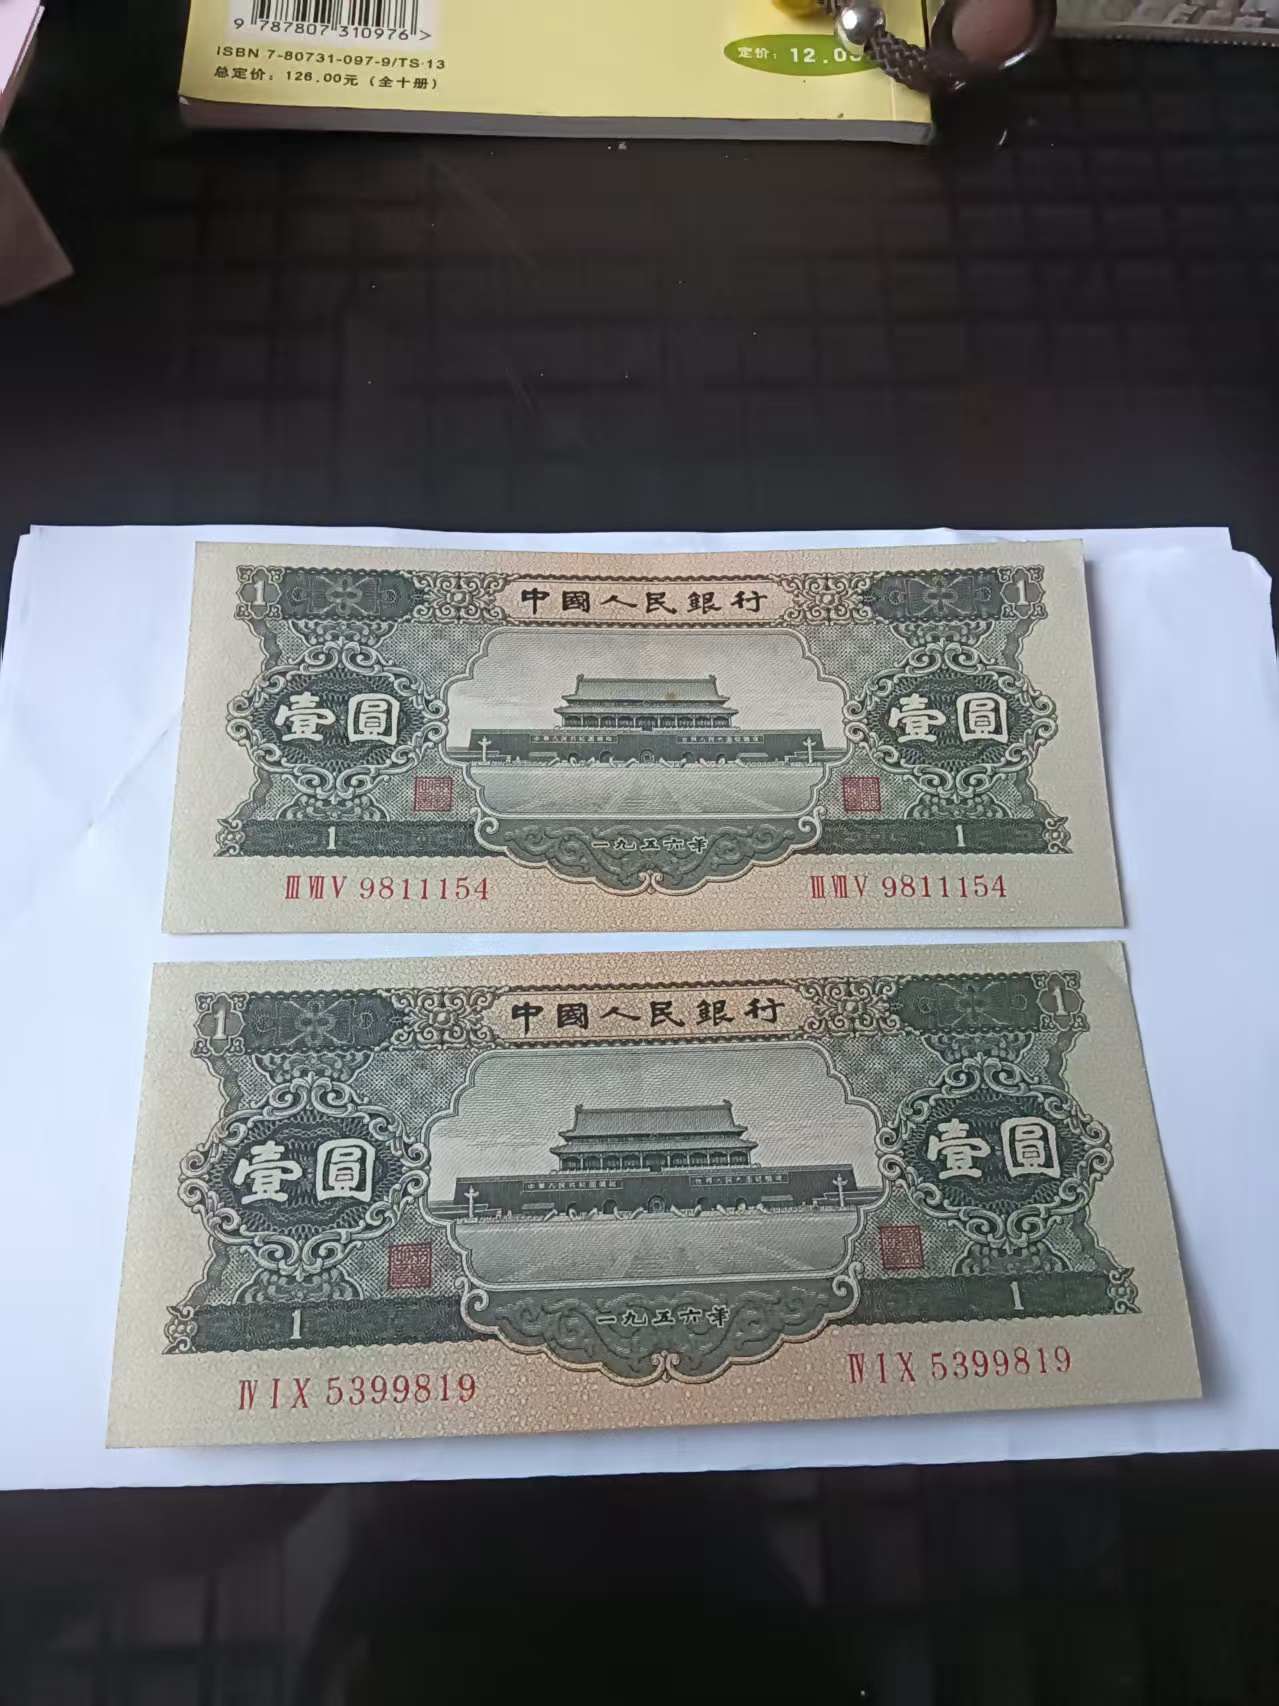 9 787807 310976 >
ISBN 7-80731-097-9/TS·13
总定价：126.00元（全十册）
定价：12.0
1 中國人民銀行 1
壹圓 壹圓
1 一九五六年 1
III VII V 9811154 III VII V 9811154
1 中國人民銀行 1
壹圓 壹圓
1 一九五六年 1
IV I X 5399819 IV I X 5399819